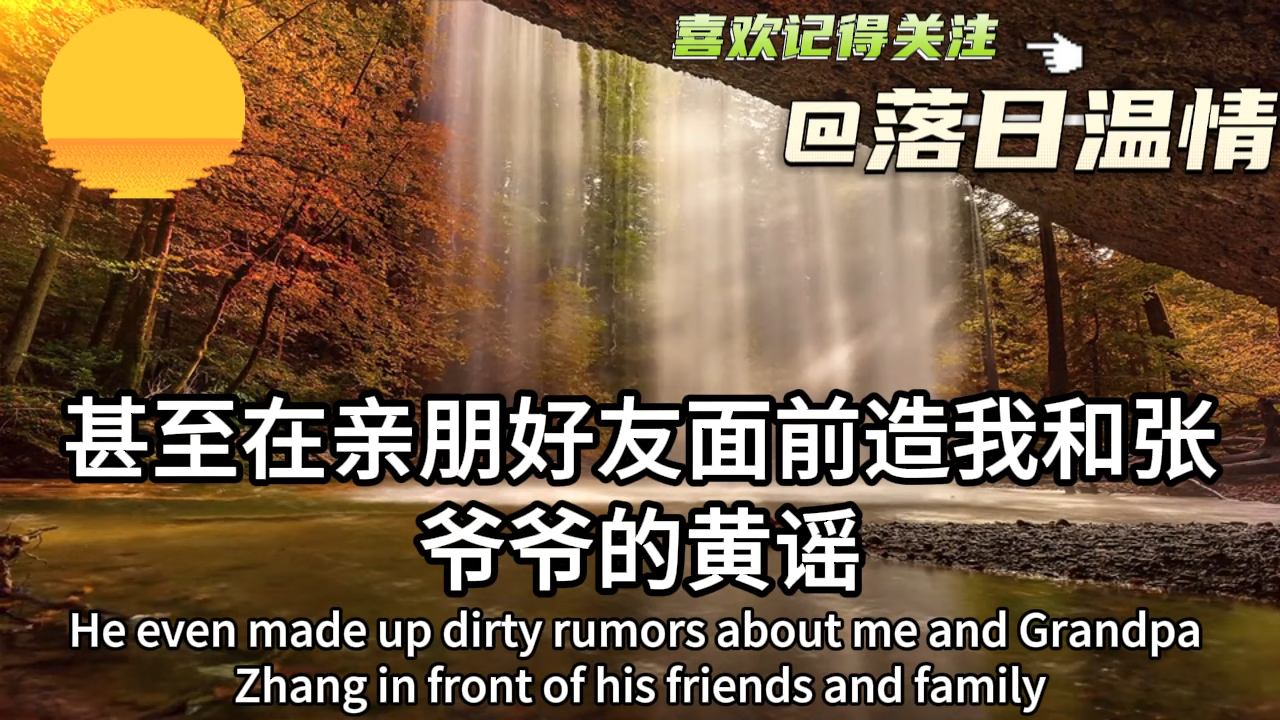 喜欢记得关注
@落日温情
甚至在亲朋好友面前造我和张
爷爷的黄谣
He even made up dirty rumors about me and Grandpa
Zhang in front of his friends and family